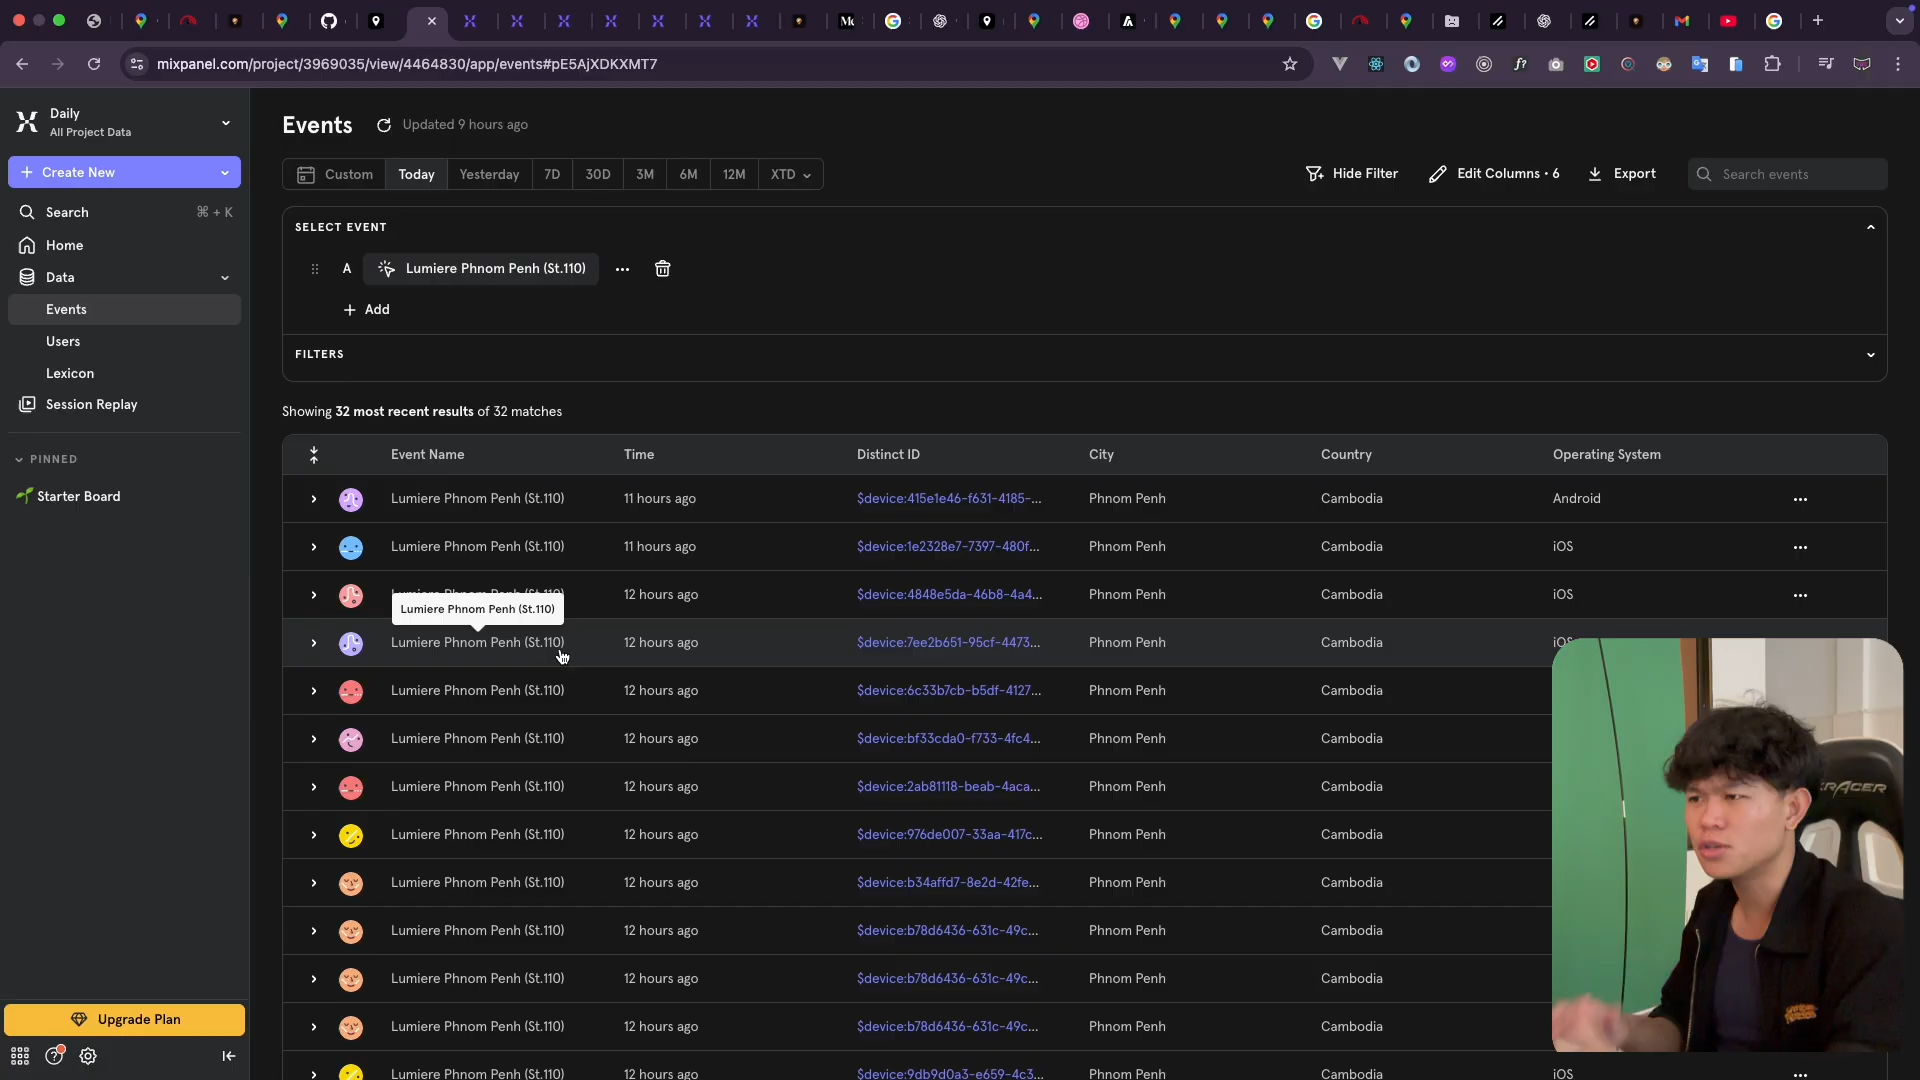 mixpanel.com/project/3969035/view/4464830/app/events#pE5AjXDKXMT7
Daily
All Project Data
Create New
Search
⌘ + K
Home
Data
Events
Users
Lexicon
Session Replay
PINNED
Starter Board
Upgrade Plan
Events
Updated 9 hours ago
Custom Today Yesterday 7D 30D 3M 6M 12M XTD
Hide Filter
Edit Columns • 6
Export
Search events
SELECT EVENT
A Lumiere Phnom Penh (St.110)
Add
FILTERS
Showing 32 most recent results of 32 matches
Event Name Time Distinct ID City Country Operating System
Lumiere Phnom Penh (St.110) 11 hours ago $device:415e1e46-f631-4185-... Phnom Penh Cambodia Android
Lumiere Phnom Penh (St.110) 11 hours ago $device:1e2328e7-7397-480f... Phnom Penh Cambodia iOS
12 hours ago $device:4848e5da-46b8-4a4... Phnom Penh Cambodia iOS
Lumiere Phnom Penh (St.110)
Lumiere Phnom Penh (St.110) 12 hours ago $device:7ee2b651-95cf-4473... Phnom Penh Cambodia iOS
Lumiere Phnom Penh (St.110) 12 hours ago $device:6c33b7cb-b5df-4127... Phnom Penh Cambodia
Lumiere Phnom Penh (St.110) 12 hours ago $device:bf33cda0-f733-4fc4... Phnom Penh Cambodia
Lumiere Phnom Penh (St.110) 12 hours ago $device:2ab81118-beab-4aca... Phnom Penh Cambodia
Lumiere Phnom Penh (St.110) 12 hours ago $device:976de007-33aa-417c... Phnom Penh Cambodia
Lumiere Phnom Penh (St.110) 12 hours ago $device:b34affd7-8e2d-42fe... Phnom Penh Cambodia
Lumiere Phnom Penh (St.110) 12 hours ago $device:b78d6436-631c-49c... Phnom Penh Cambodia
Lumiere Phnom Penh (St.110) 12 hours ago $device:b78d6436-631c-49c... Phnom Penh Cambodia
Lumiere Phnom Penh (St.110) 12 hours ago $device:b78d6436-631c-49c... Phnom Penh Cambodia
Lumiere Phnom Penh (St.110) 12 hours ago $device:9db9d0a3-e659-4c3... Phnom Penh Cambodia iOS